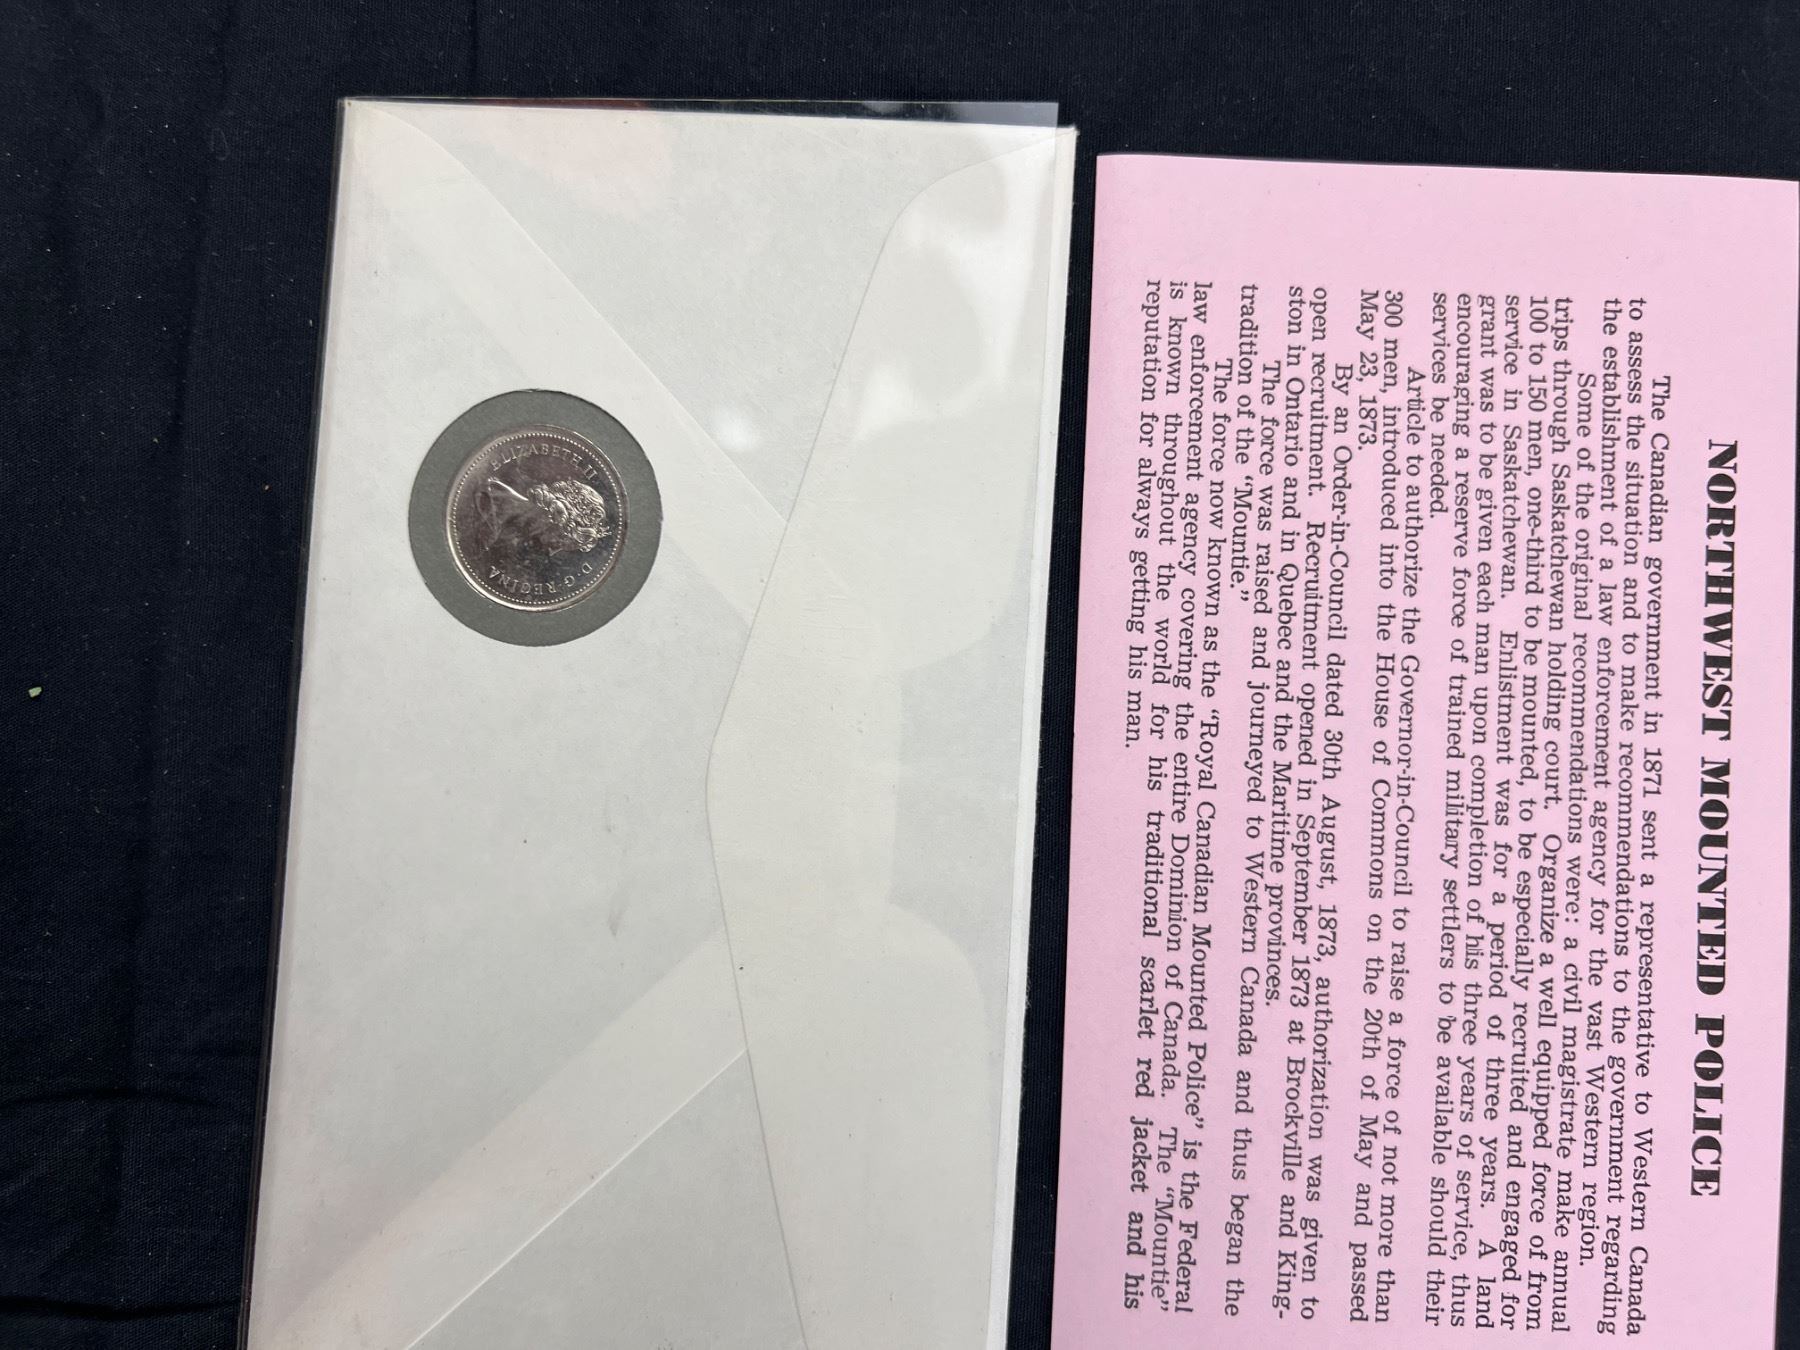 NORTHWEST MOUNTED POLICE
The Canadian government in 1871 sent a representative to Western Canada
to assess the situation and to make recommendations to the government regarding
the establishment of a law enforcement agency for the vast Western region.
Some of the original recommendations were: a civil magistrate make annual
trips through Saskatchewan holding court. Organize a well equipped force of from
100 to 150 men, one-third to be mounted, to be especially recruited and engaged for
service in Saskatchewan. Enlistment was for a period of three years. A land
grant was to be given each man upon completion of his three years of service, thus
encouraging a reserve force of trained military settlers to be available should their
services be needed.
Article to authorize the Governor-in-Council to raise a force of not more than
300 men, introduced into the House of Commons on the 20th of May and passed
May 23, 1873.
By an Order-in-Council dated 30th August, 1873, authorization was given to
open recruitment. Recruitment opened in September 1873 at Brockville and King-
ston in Ontario and in Quebec and the Maritime provinces.
The force was raised and journeyed to Western Canada and thus began the
tradition of the “Mountie.”
The force now known as the “Royal Canadian Mounted Police” is the Federal
law enforcement agency covering the entire Dominion of Canada. The “Mountie”
is known throughout the world for his traditional scarlet red jacket and his
reputation for always getting his man.
ELIZABETH II
D·G·REGINA